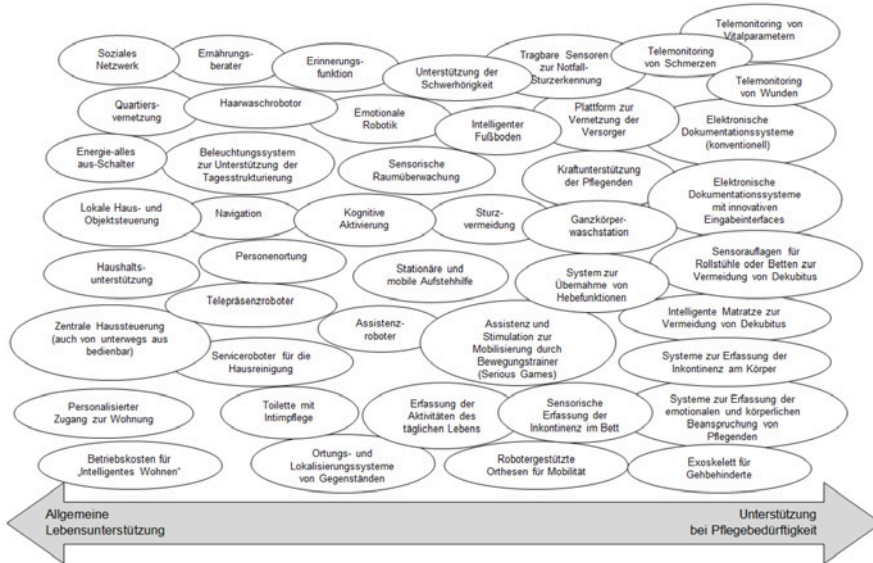 Telemonitoring von
Vitalparametern
Soziales
Netzwerk
Ernährungs-
berater
Erinnerungs-
funktion
Unterstützung der
Schwerhörigkeit
Tragbare Sensoren
zur Notfall-
Sturzerkennung
Telemonitoring
von Schmerzen
Telemonitoring
von Wunden
Quartiers-
vernetzung
Haarwaschrobotor
Emotionale
Robotik
Intelligenter
Fußboden
Plattform zur
Vernetzung der
Versorger
Elektronische
Dokumentationssysteme
(konventionell)
Energie-alles
aus-Schalter
Beleuchtungssystem
zur Unterstützung der
Tagesstrukturierung
Sensorische
Raumüberwachung
Kraftunterstützung
der Pflegenden
Elektronische
Dokumentationssysteme
mit innovativen
Eingabeinterfaces
Lokale Haus- und
Objektsteuerung
Navigation
Kognitive
Aktivierung
Sturz-
vermeidung
Ganzkörper-
waschstation
Haushalts-
unterstützung
Personenortung
Stationäre und
mobile Aufstehhilfe
System zur
Übernahme von
Hebefunktionen
Sensorauflagen für
Rollstühle oder Betten zur
Vermeidung von Dekubitus
Telepräsenzroboter
Zentrale Haussteuerung
(auch von unterwegs aus
bedienbar)
Assistenz-
roboter
Assistenz und
Stimulation zur
Mobilisierung durch
Bewegungstrainer
(Serious Games)
Intelligente Matratze zur
Vermeidung von Dekubitus
Serviceroboter für die
Hausreinigung
Systeme zur Erfassung der
Inkontinenz am Körper
Personalisierter
Zugang zur Wohnung
Toilette mit
Intimpflege
Erfassung der
Aktivitäten des
täglichen Lebens
Sensorische
Erfassung der
Inkontinenz im Bett
Systeme zur Erfassung der
emotionalen und körperlichen
Beanspruchung von
Pflegenden
Betriebskosten für
„Intelligentes Wohnen“
Ortungs- und
Lokalisierungssysteme
von Gegenständen
Robotergestützte
Orthesen für Mobilität
Exoskelett für
Gehbehinderte
Allgemeine
Lebensunterstützung
Unterstützung
bei Pflegebedürftigkeit